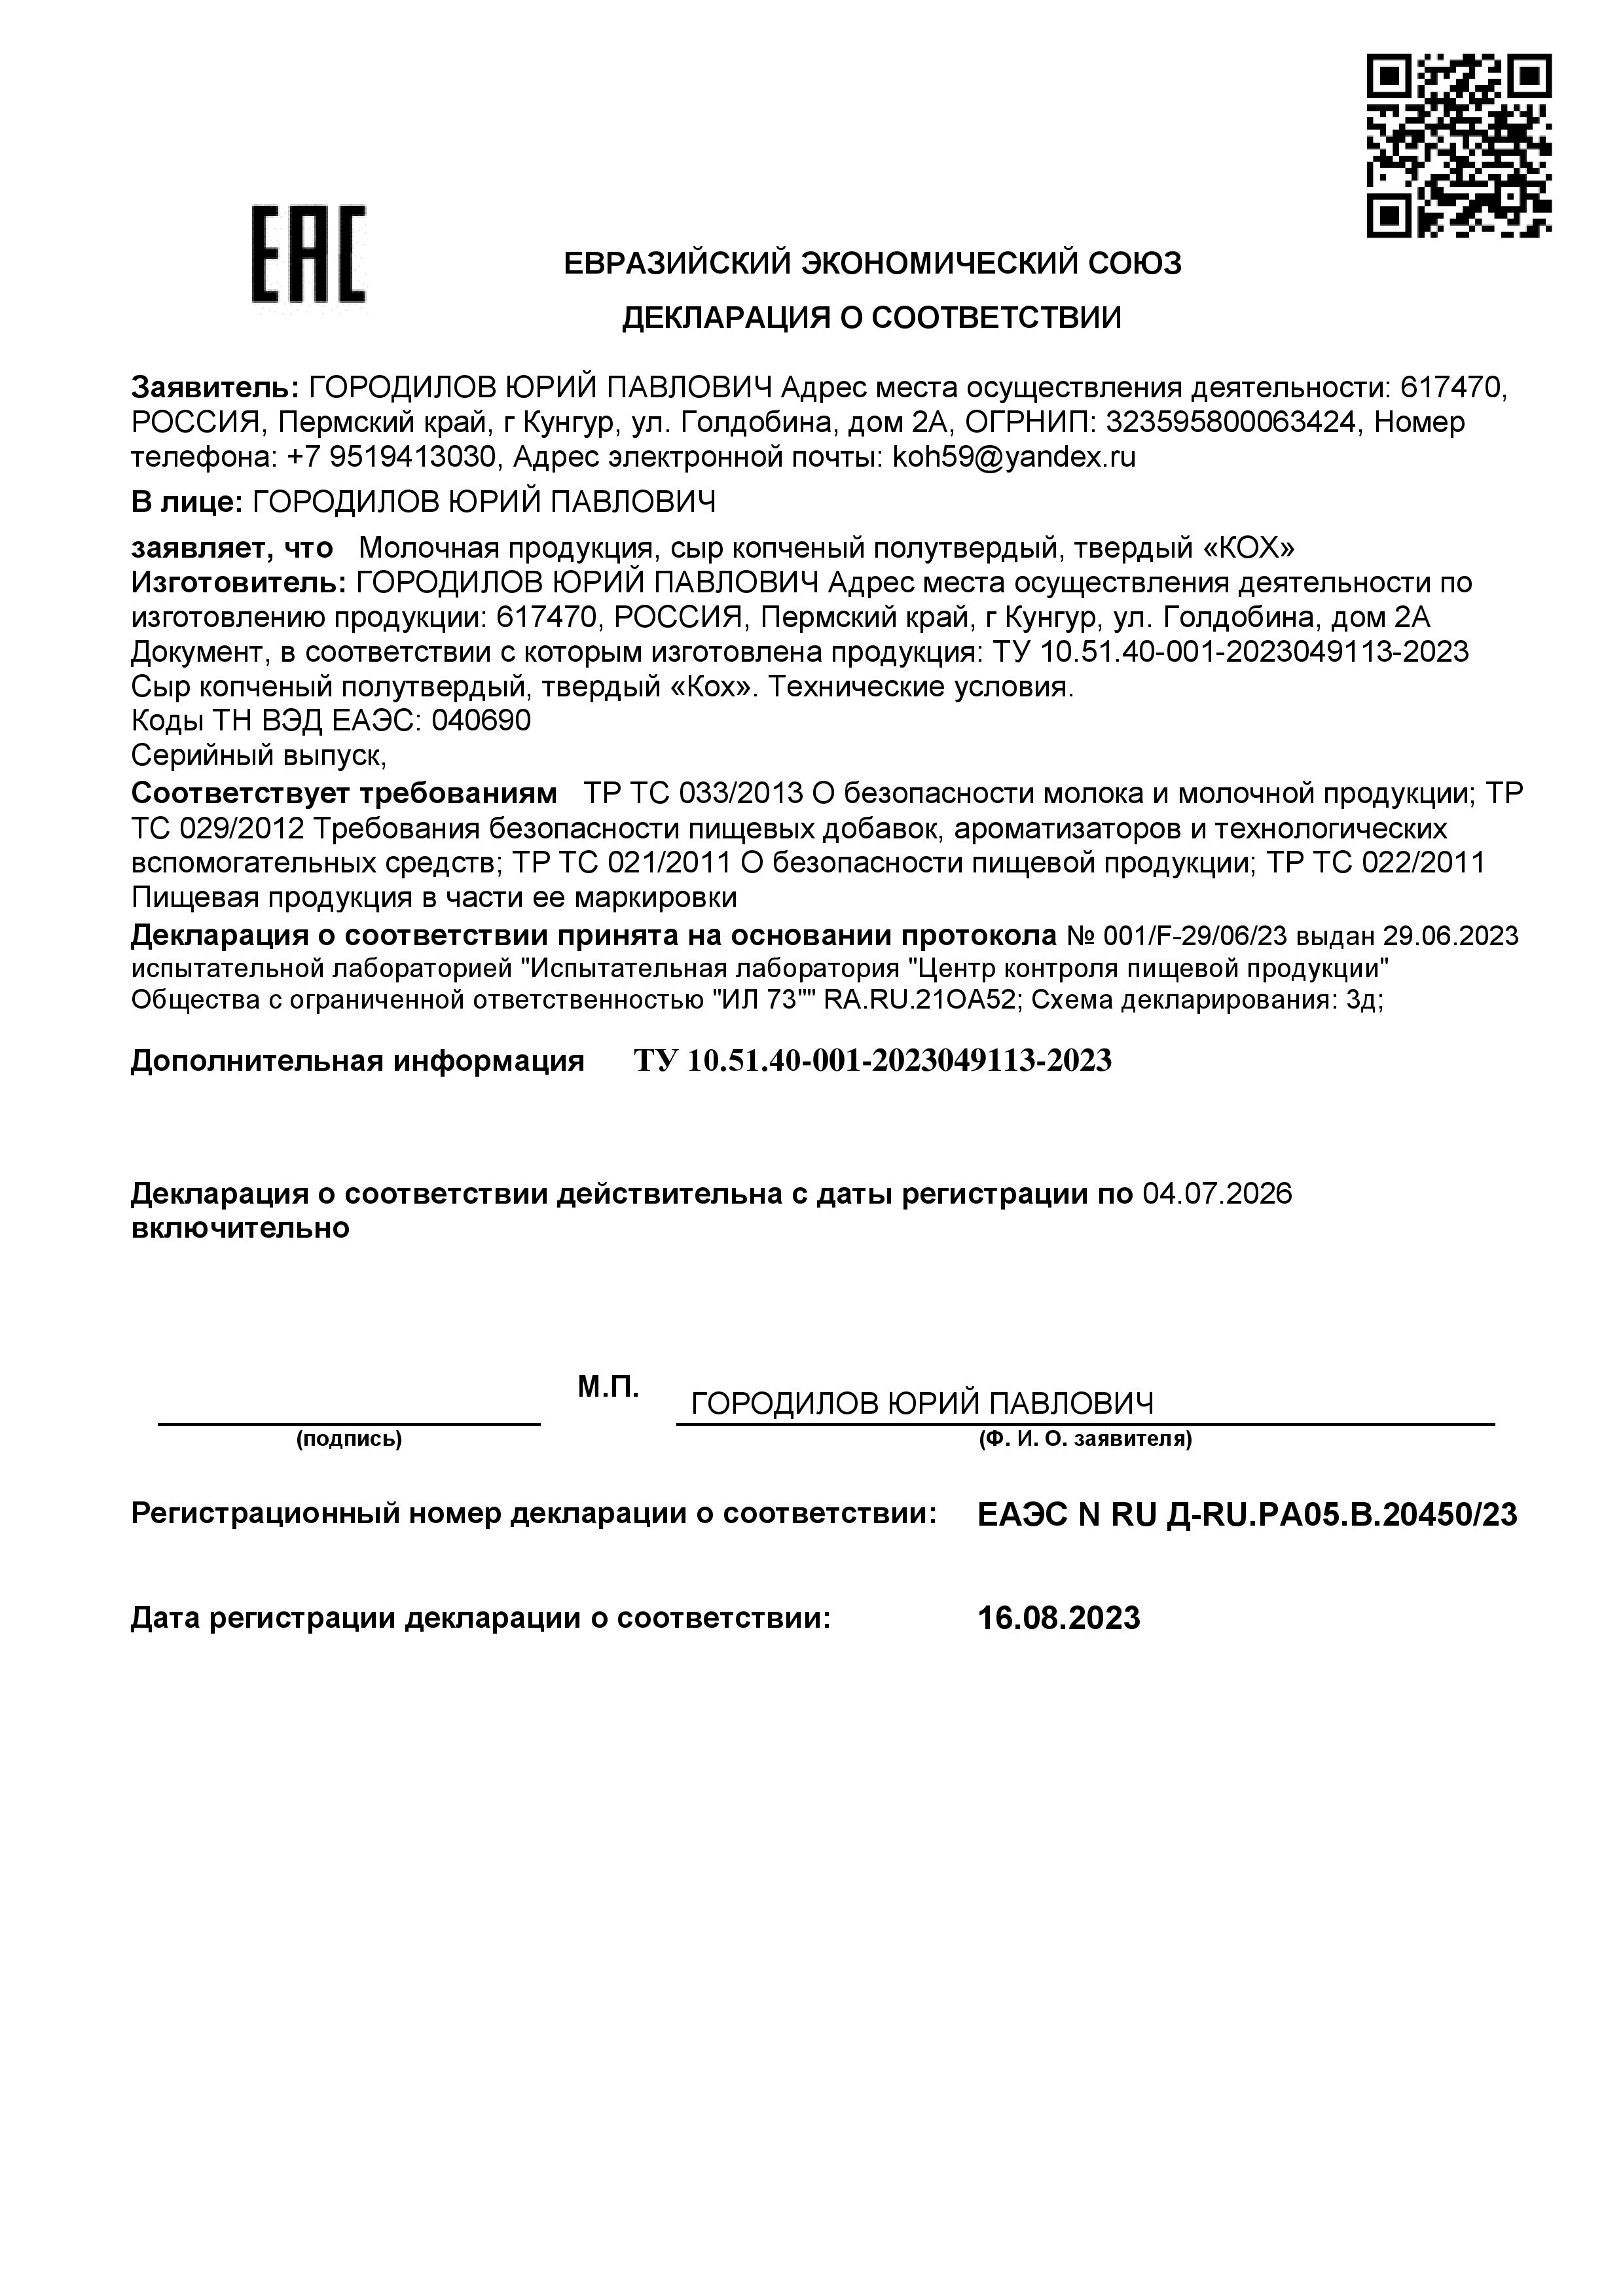 EAC
ЕВРАЗИЙСКИЙ ЭКОНОМИЧЕСКИЙ СОЮЗ
ДЕКЛАРАЦИЯ О СООТВЕТСТВИИ
Заявитель: ГОРОДИЛОВ ЮРИЙ ПАВЛОВИЧ Адрес места осуществления деятельности: 617470,
РОССИЯ, Пермский край, г Кунгур, ул. Голдобина, дом 2А, ОГРНИП: 323595800063424, Номер
телефона: +7 9519413030, Адрес электронной почты: koh59@yandex.ru
В лице: ГОРОДИЛОВ ЮРИЙ ПАВЛОВИЧ
заявляет, что Молочная продукция, сыр копченый полутвердый, твердый «КОХ»
Изготовитель: ГОРОДИЛОВ ЮРИЙ ПАВЛОВИЧ Адрес места осуществления деятельности по
изготовлению продукции: 617470, РОССИЯ, Пермский край, г Кунгур, ул. Голдобина, дом 2А
Документ, в соответствии с которым изготовлена продукция: ТУ 10.51.40-001-2023049113-2023
Сыр копченый полутвердый, твердый «Кох». Технические условия.
Коды ТН ВЭД ЕАЭС: 040690
Серийный выпуск,
Соответствует требованиям ТР ТС 033/2013 О безопасности молока и молочной продукции; ТР
ТС 029/2012 Требования безопасности пищевых добавок, ароматизаторов и технологических
вспомогательных средств; ТР ТС 021/2011 О безопасности пищевой продукции; ТР ТС 022/2011
Пищевая продукция в части ее маркировки
Декларация о соответствии принята на основании протокола № 001/F-29/06/23 выдан 29.06.2023
испытательной лабораторией "Испытательная лаборатория "Центр контроля пищевой продукции"
Общества с ограниченной ответственностью "ИЛ 73"" RA.RU.21ОА52; Схема декларирования: 3д;
Дополнительная информация ТУ 10.51.40-001-2023049113-2023
Декларация о соответствии действительна с даты регистрации по 04.07.2026
включительно
М.П. ГОРОДИЛОВ ЮРИЙ ПАВЛОВИЧ
(подпись) (Ф. И. О. заявителя)
Регистрационный номер декларации о соответствии: ЕАЭС N RU Д-RU.РА05.В.20450/23
Дата регистрации декларации о соответствии: 16.08.2023